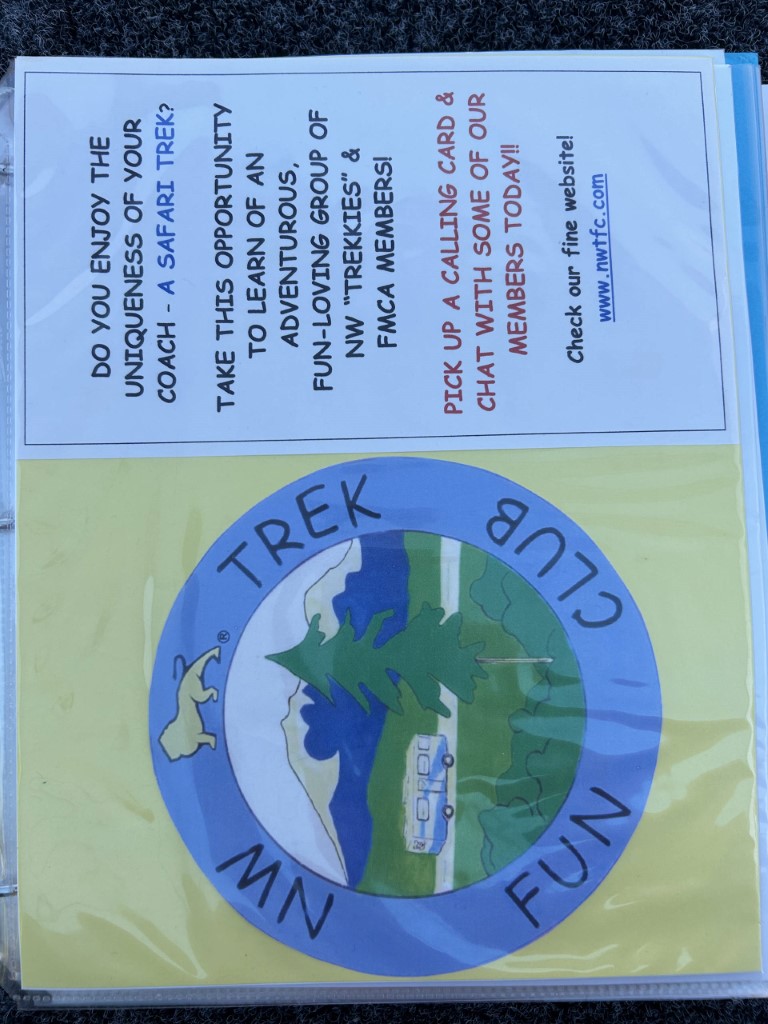 NW TREK
FUN CLUB
®
DO YOU ENJOY THE
UNIQUENESS OF YOUR
COACH - A SAFARI TREK?
TAKE THIS OPPORTUNITY
TO LEARN OF AN
ADVENTUROUS,
FUN-LOVING GROUP OF
NW “TREKKIES” &
FMCA MEMBERS!
PICK UP A CALLING CARD &
CHAT WITH SOME OF OUR
MEMBERS TODAY!!
Check our fine website!
www.nwtfc.com